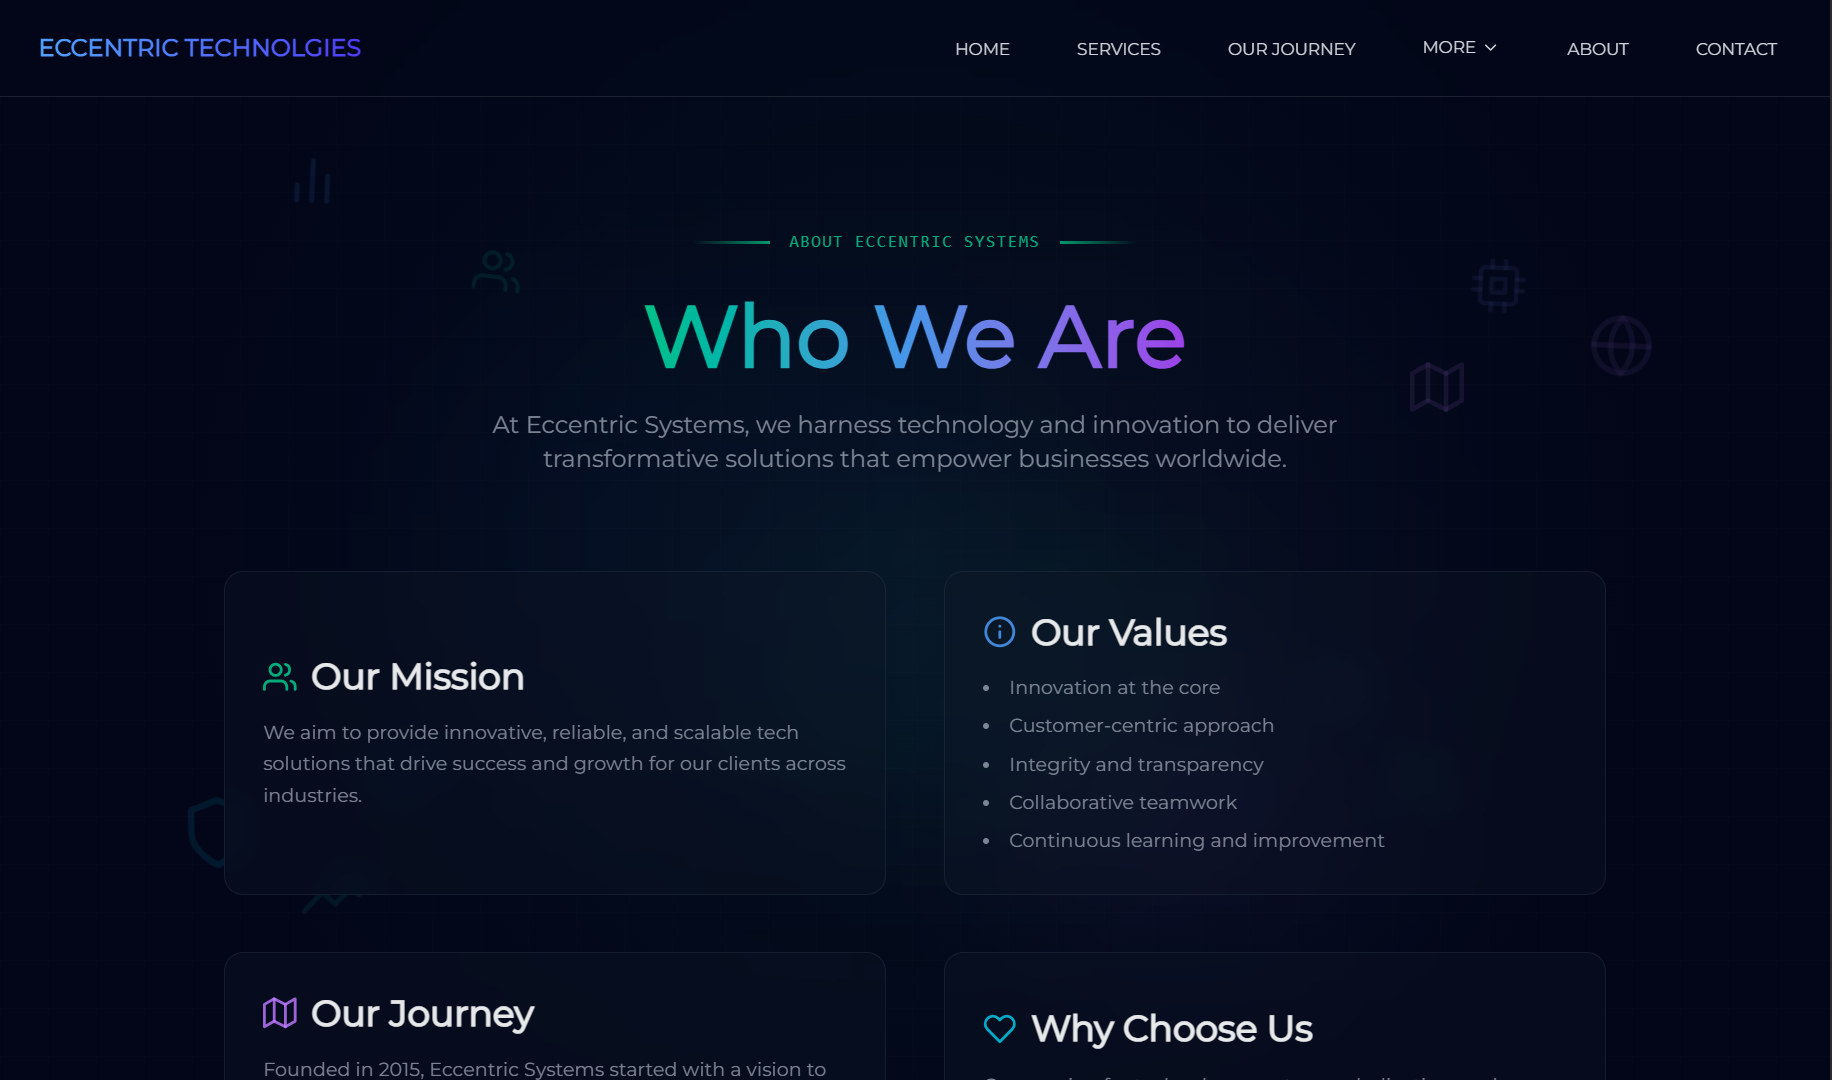 ECCENTRIC TECHNOLGIES
HOME
SERVICES
OUR JOURNEY
MORE
ABOUT
CONTACT
ABOUT ECCENTRIC SYSTEMS
Who We Are
At Eccentric Systems, we harness technology and innovation to deliver
transformative solutions that empower businesses worldwide.
Our Mission
We aim to provide innovative, reliable, and scalable tech
solutions that drive success and growth for our clients across
industries.
Our Values
• Innovation at the core
• Customer-centric approach
• Integrity and transparency
• Collaborative teamwork
• Continuous learning and improvement
Our Journey
Founded in 2015, Eccentric Systems started with a vision to
Why Choose Us